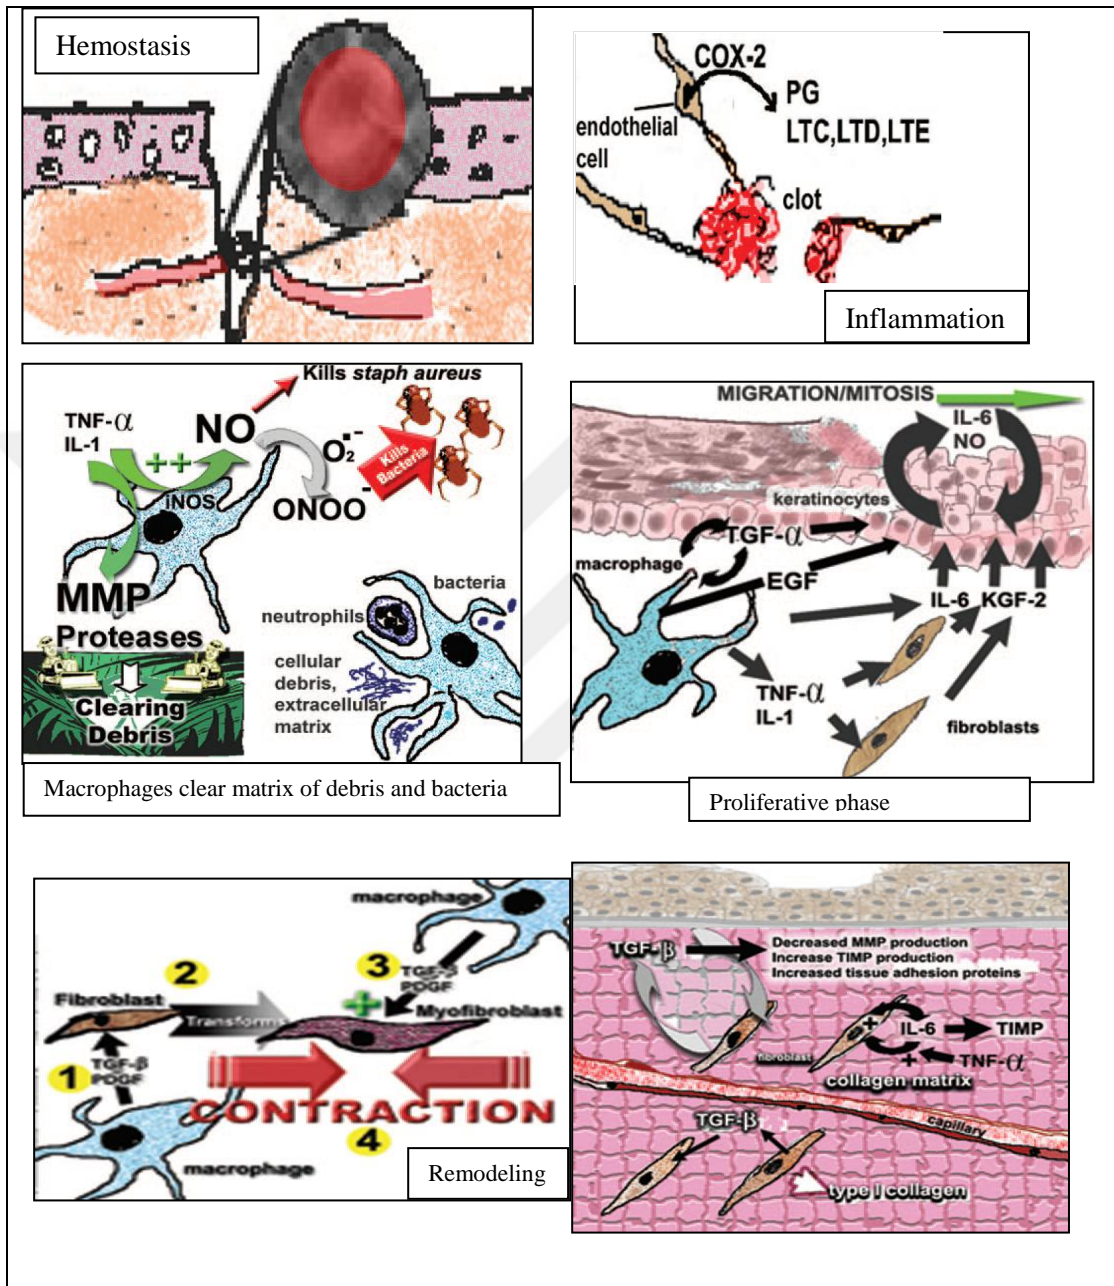 Hemostasis
COX-2
PG
LTC,LTD,LTE
endothelial
cell
clot
Inflammation
Kills staph aureus
TNF-α
IL-1
NO
++
O₂•−
iNOS
Kills
Bacteria
ONOO−
MMP
Proteases
Clearing
Debris
bacteria
neutrophils
cellular
debris,
extracellular
matrix
Macrophages clear matrix of debris and bacteria
MIGRATION/MITOSIS
IL-6
NO
keratinocytes
TGF-α
macrophage
EGF
IL-6 KGF-2
TNF-α
IL-1
fibroblasts
Proliferative phase
macrophage
2
3
TGF-β
PDGF
Fibroblast
+
Myofibroblast
Transforms
1
TGF-β
PDGF
CONTRACTION
4
macrophage
Remodeling
TGF-β
Decreased MMP production
Increase TIMP production
Increased tissue adhesion proteins
+
IL-6
TIMP
fibroblast
+
TNF-α
collagen matrix
capillary
TGF-β
type I collagen